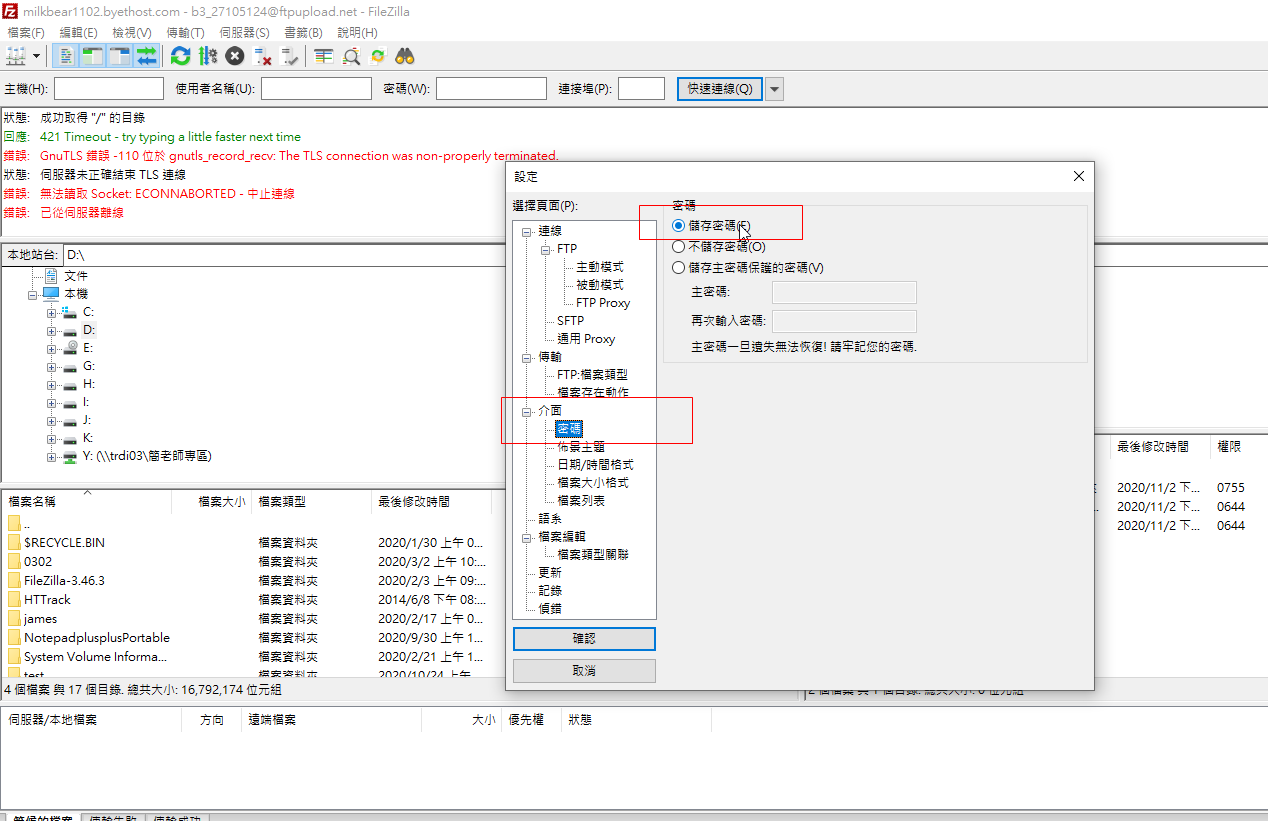 milkbear1102.byethost.com - b3_27105124@ftpupload.net - FileZilla
檔案(F) 編輯(E) 檢視(V) 傳輸(T) 伺服器(S) 書籤(B) 說明(H)
主機(H): 使用者名稱(U): 密碼(W): 連接埠(P): 快速連線(Q)
狀態: 成功取得 "/" 的目錄
回應: 421 Timeout - try typing a little faster next time
錯誤: GnuTLS 錯誤 -110 位於 gnutls_record_recv: The TLS connection was non-properly terminated.
狀態: 伺服器未正確結束 TLS 連線
錯誤: 無法讀取 Socket: ECONNABORTED - 中止連線
錯誤: 已從伺服器離線
本地站台: D:\
文件
本機
C:
D:
E:
G:
H:
I:
J:
K:
Y: (\\trdi03\簡老師專區)
檔案名稱 檔案大小 檔案類型 最後修改時間
..
$RECYCLE.BIN 檔案資料夾 2020/1/30 上午 0...
0302 檔案資料夾 2020/3/2 上午 10:...
FileZilla-3.46.3 檔案資料夾 2020/2/3 上午 09:...
HTTrack 檔案資料夾 2014/6/8 下午 08:...
james 檔案資料夾 2020/2/17 上午 0...
NotepadplusplusPortable 檔案資料夾 2020/9/30 上午 1...
System Volume Informa... 檔案資料夾 2020/2/21 上午 1...
test 檔案資料夾 2020/10/24 上午
4 個檔案 與 17 個目錄. 總共大小: 16,792,174 位元組
設定
選擇頁面(P):
連線
FTP
主動模式
被動模式
FTP Proxy
SFTP
通用 Proxy
傳輸
FTP:檔案類型
檔案存在動作
介面
密碼
佈景主題
日期/時間格式
檔案大小格式
檔案列表
語系
檔案編輯
檔案類型關聯
更新
記錄
偵錯
確認
取消
密碼
儲存密碼(E)
不儲存密碼(O)
儲存主密碼保護的密碼(V)
主密碼:
再次輸入密碼:
主密碼一旦遺失無法恢復! 請牢記您的密碼.
最後修改時間 權限
2020/11/2 下... 0755
2020/11/2 下... 0644
2020/11/2 下... 0644
2 個檔案 與 1 個目錄. 總共大小: 0 位元組
伺服器/本地檔案 方向 遠端檔案 大小 優先權 狀態
等候的檔案 傳輸失敗 傳輸成功